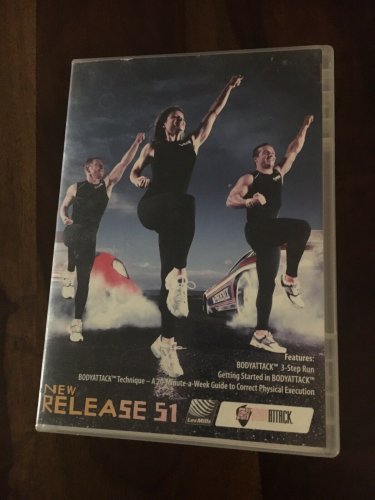 Features:
BODYATTACK™ 3-Step Run
Getting Started in BODYATTACK™
BODYATTACK™ Technique – A 20 Minute-a-Week Guide to Correct Physical Execution
NEW
RELEASE 51
Les Mills
BODYATTACK